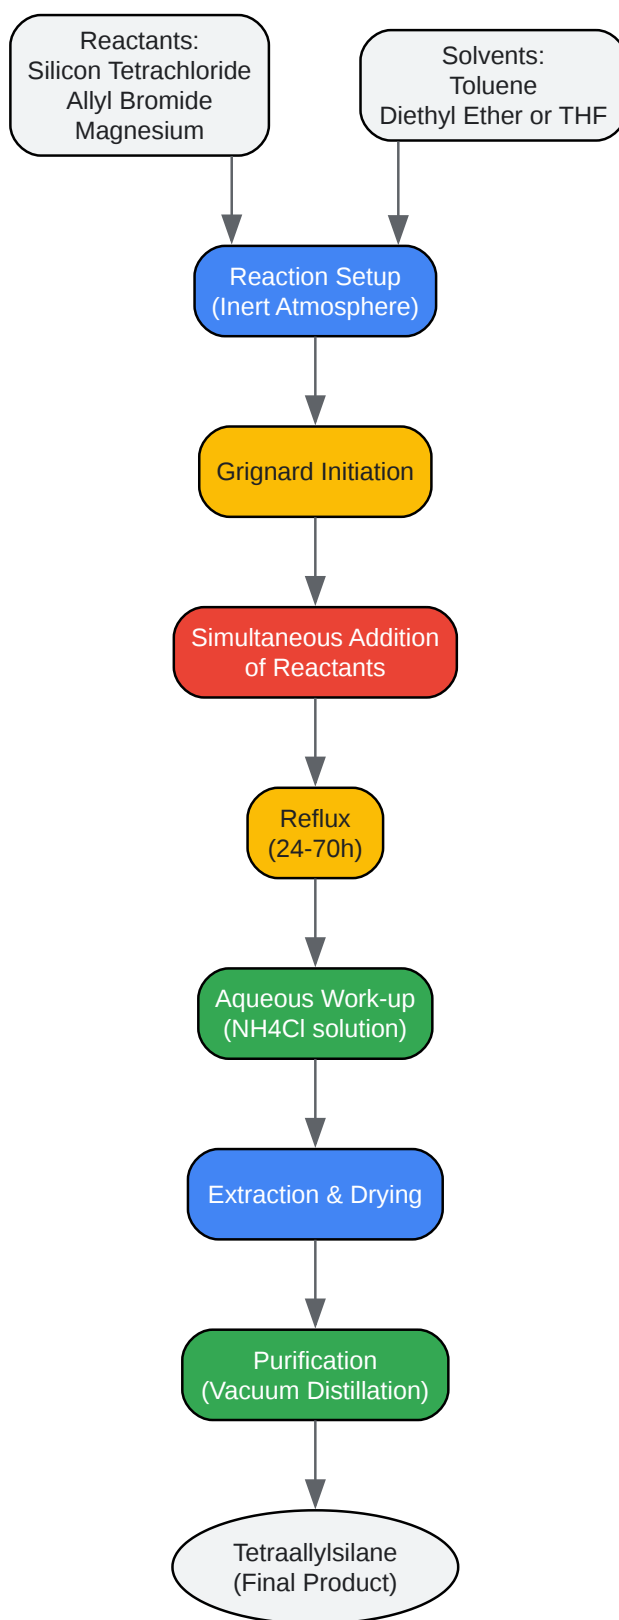 Reactants:
Silicon Tetrachloride
Allyl Bromide
Magnesium
Solvents:
Toluene
Diethyl Ether or THF
Reaction Setup
(Inert Atmosphere)
Grignard Initiation
Simultaneous Addition
of Reactants
Reflux
(24-70h)
Aqueous Work-up
(NH4Cl solution)
Extraction & Drying
Purification
(Vacuum Distillation)
Tetraallylsilane
(Final Product)